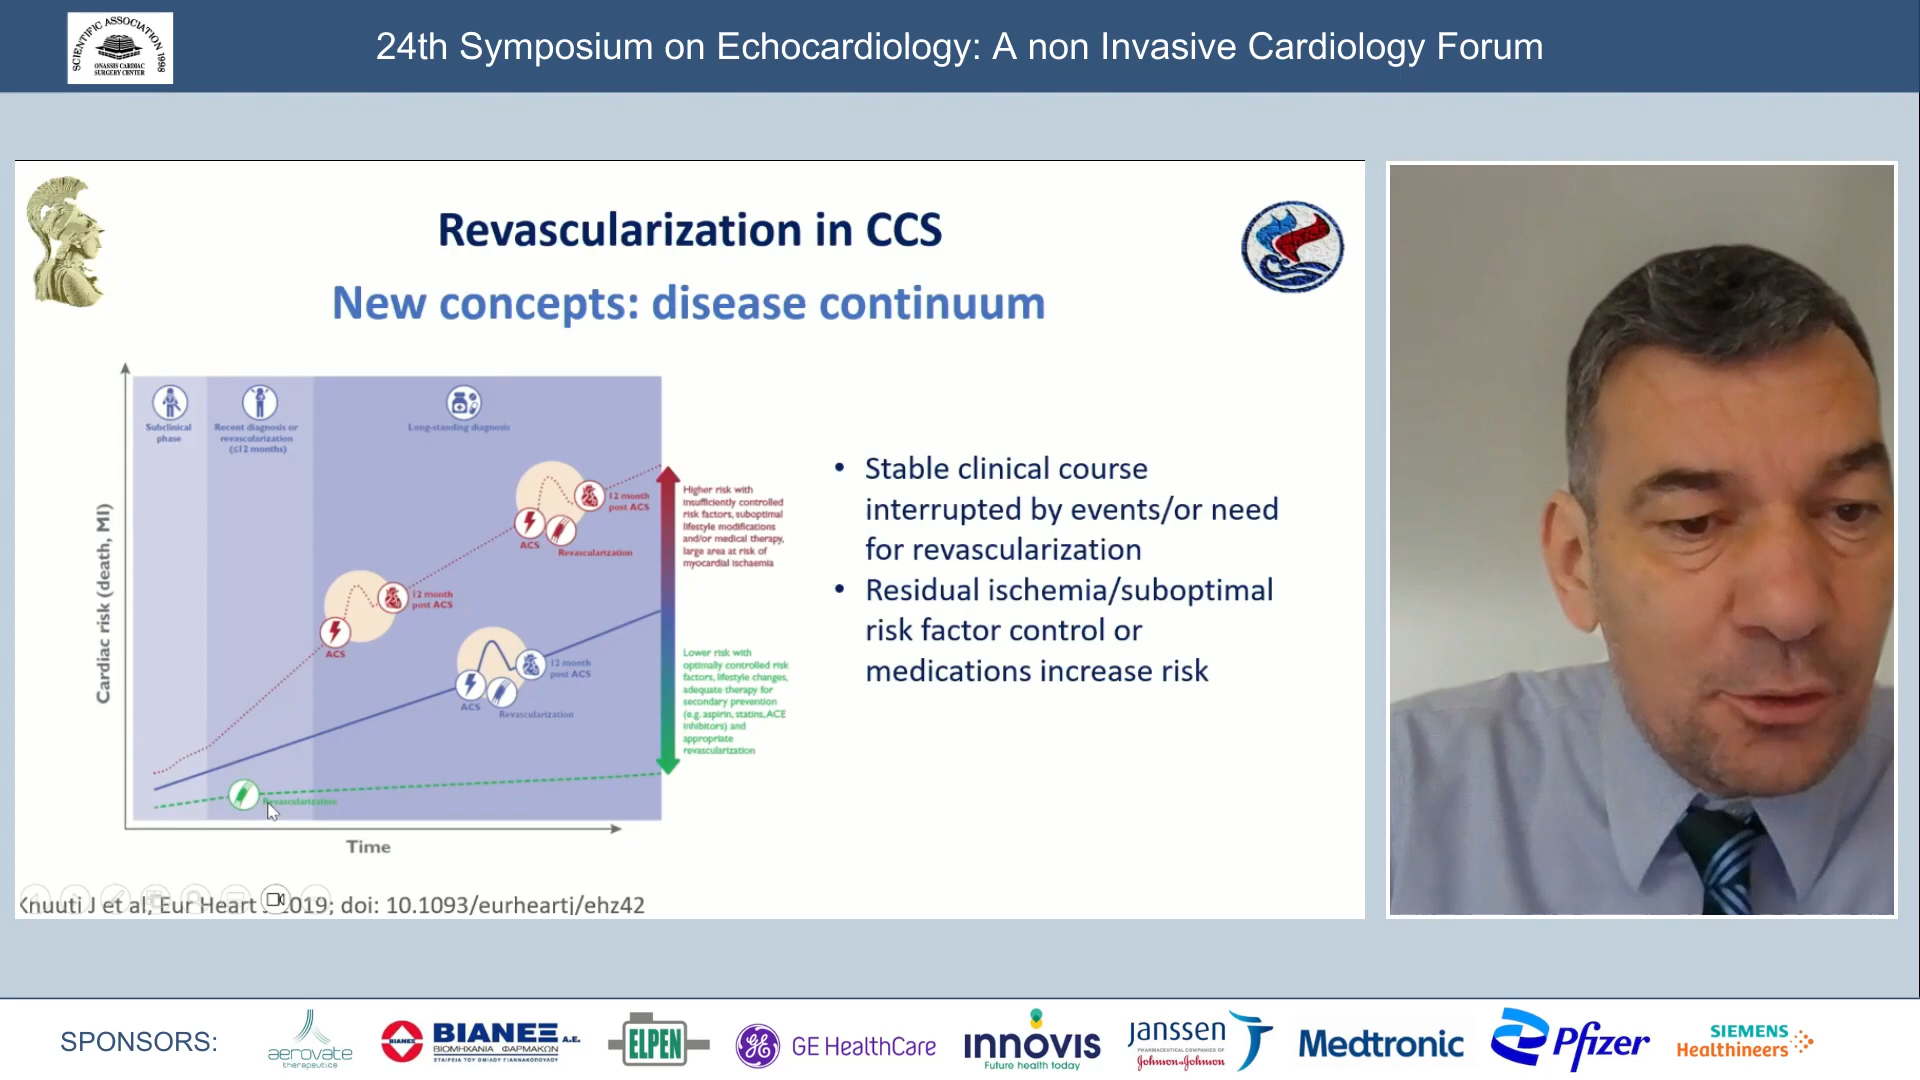 SCIENTIFIC ASSOCIATION 1998
ONASSIS CARDIAC
SURGERY CENTER
24th Symposium on Echocardiology: A non Invasive Cardiology Forum
Revascularization in CCS
New concepts: disease continuum
Subclinical
phase
Recent diagnosis or
revascularization
(≤12 months)
Long-standing diagnosis
Cardiac risk (death, MI)
12 month
post ACS
ACS
Revascularization
12 month
post ACS
ACS
12 month
post ACS
ACS
Revascularization
Revascularization
Time
Higher risk with
insufficiently controlled
risk factors, suboptimal
lifestyle modifications
and/or medical therapy,
large area at risk of
myocardial ischaemia
Lower risk with
optimally controlled risk
factors, lifestyle changes,
adequate therapy for
secondary prevention
(e.g. aspirin, statins, ACE
inhibitors) and
appropriate
revascularization
• Stable clinical course
interrupted by events/or need
for revascularization
• Residual ischemia/suboptimal
risk factor control or
medications increase risk
Knuuti J et al, Eur Heart J 2019; doi: 10.1093/eurheartj/ehz42
SPONSORS:
aerovate
therapeutics
BIANEE
ΒΙΑΝΕΞ Α.Ε.
ΒΙΟΜΗΧΑΝΙΑ ΦΑΡΜΑΚΩΝ
ΕΤΑΙΡΕΙΑ ΤΟΥ ΟΜΙΛΟΥ ΓΙΑΝΝΑΚΟΠΟΥΛΟΥ
ELPEN
GE HealthCare
innovis
Future health today
janssen
PHARMACEUTICAL COMPANIES OF
Johnson & Johnson
Medtronic
Pfizer
SIEMENS
Healthineers